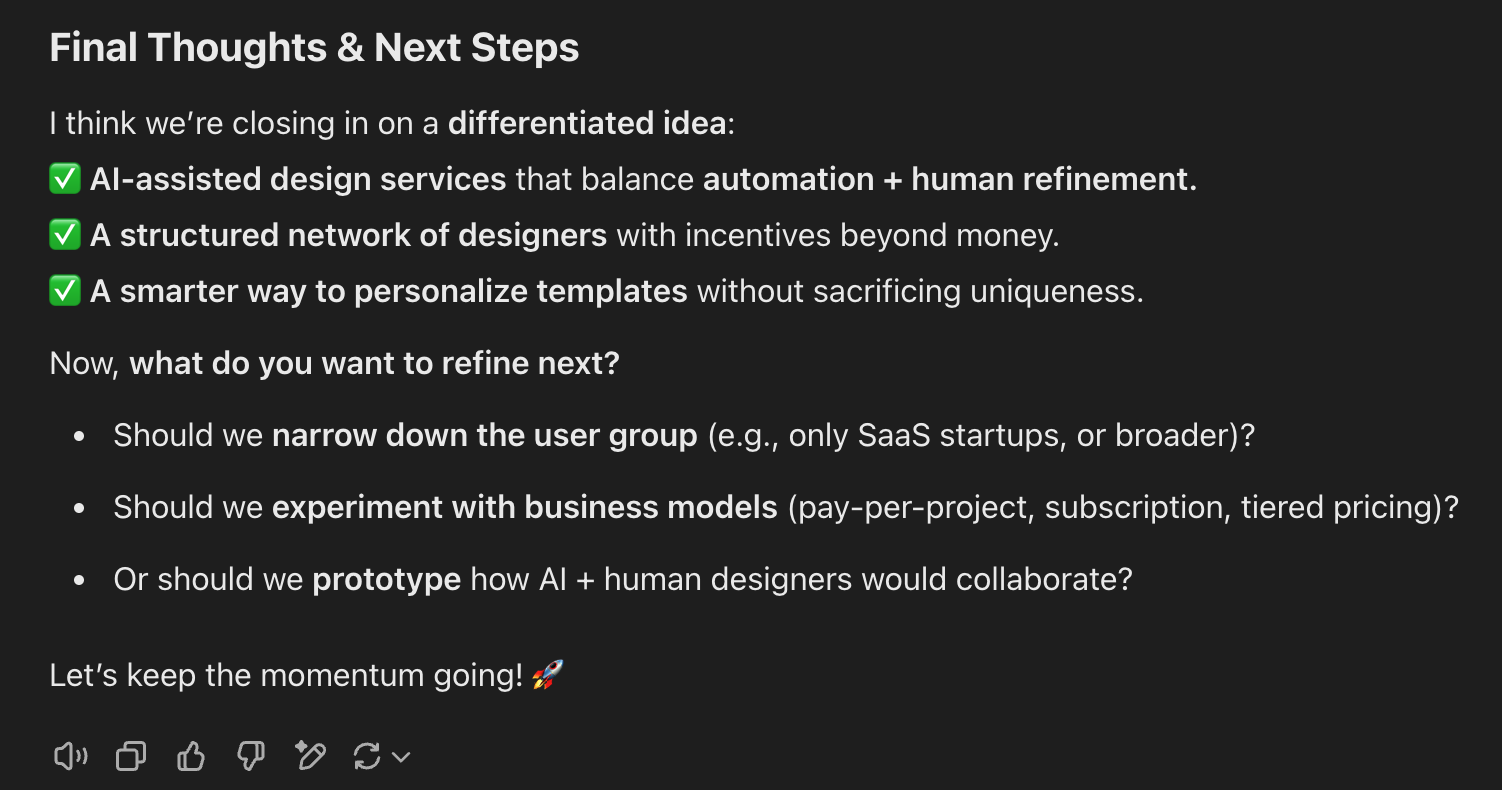 Final Thoughts & Next Steps
I think we’re closing in on a differentiated idea:
✅ AI-assisted design services that balance automation + human refinement.
✅ A structured network of designers with incentives beyond money.
✅ A smarter way to personalize templates without sacrificing uniqueness.
Now, what do you want to refine next?
• Should we narrow down the user group (e.g., only SaaS startups, or broader)?
• Should we experiment with business models (pay-per-project, subscription, tiered pricing)?
• Or should we prototype how AI + human designers would collaborate?
Let’s keep the momentum going! 🚀